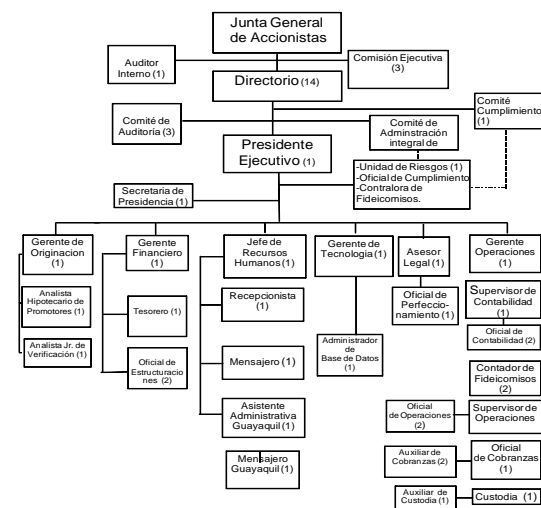 Junta General
de Accionistas
Auditor
Interno (1)
Comisión Ejecutiva
(3)
Directorio (14)
Comité
Cumplimiento
(1)
Comité de
Auditoría (3)
Comité de
Adminstración
integral de
Presidente
Ejecutivo (1)
-Unidad de Riesgos (1)
-Oficial de Cumplimiento
-Contralora de
Fideicomisos.
Secretaria de
Presidencia (1)
Gerente de
Originacion
(1)
Gerente
Financiero
(1)
Jefe de
Recursos
Humanos (1)
Gerente de
Tecnologia (1)
Asesor
Legal (1)
Gerente
Operaciones
(1)
Analista
Hipotecario de
Promotores (1)
Tesorero (1)
Recepcionista
(1)
Oficial de
Perfeccio-
namiento (1)
Supervisor de
Contabilidad
(1)
Analista Jr. de
Verificación (1)
Oficial de
Estructuracio
nes (2)
Mensajero (1)
Administrador
de
Base de Datos
(1)
Oficial de
Contabilidad (2)
Contador de
Fideicomisos
(2)
Asistente
Administrativa
Guayaquil (1)
Oficial
de Operaciones
(2)
Supervisor de
Operaciones
Mensajero
Guayaquil (1)
Auxiliar de
Cobranzas (2)
Oficial
de Cobranzas
(1)
Auxiliar de
Custodia (1)
Custodia (1)